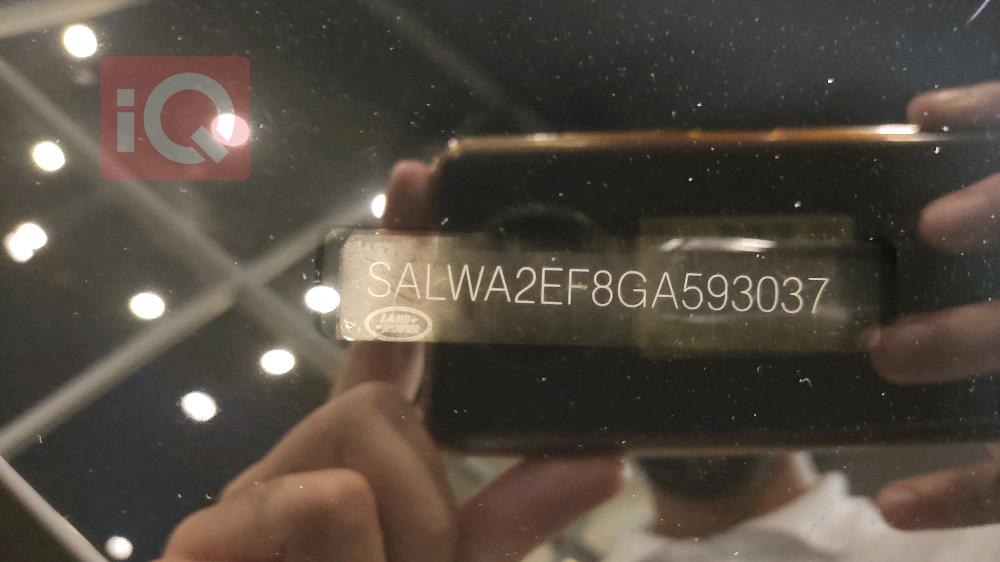 iQ
SALWA2EF8GA593037
LAND
ROVER